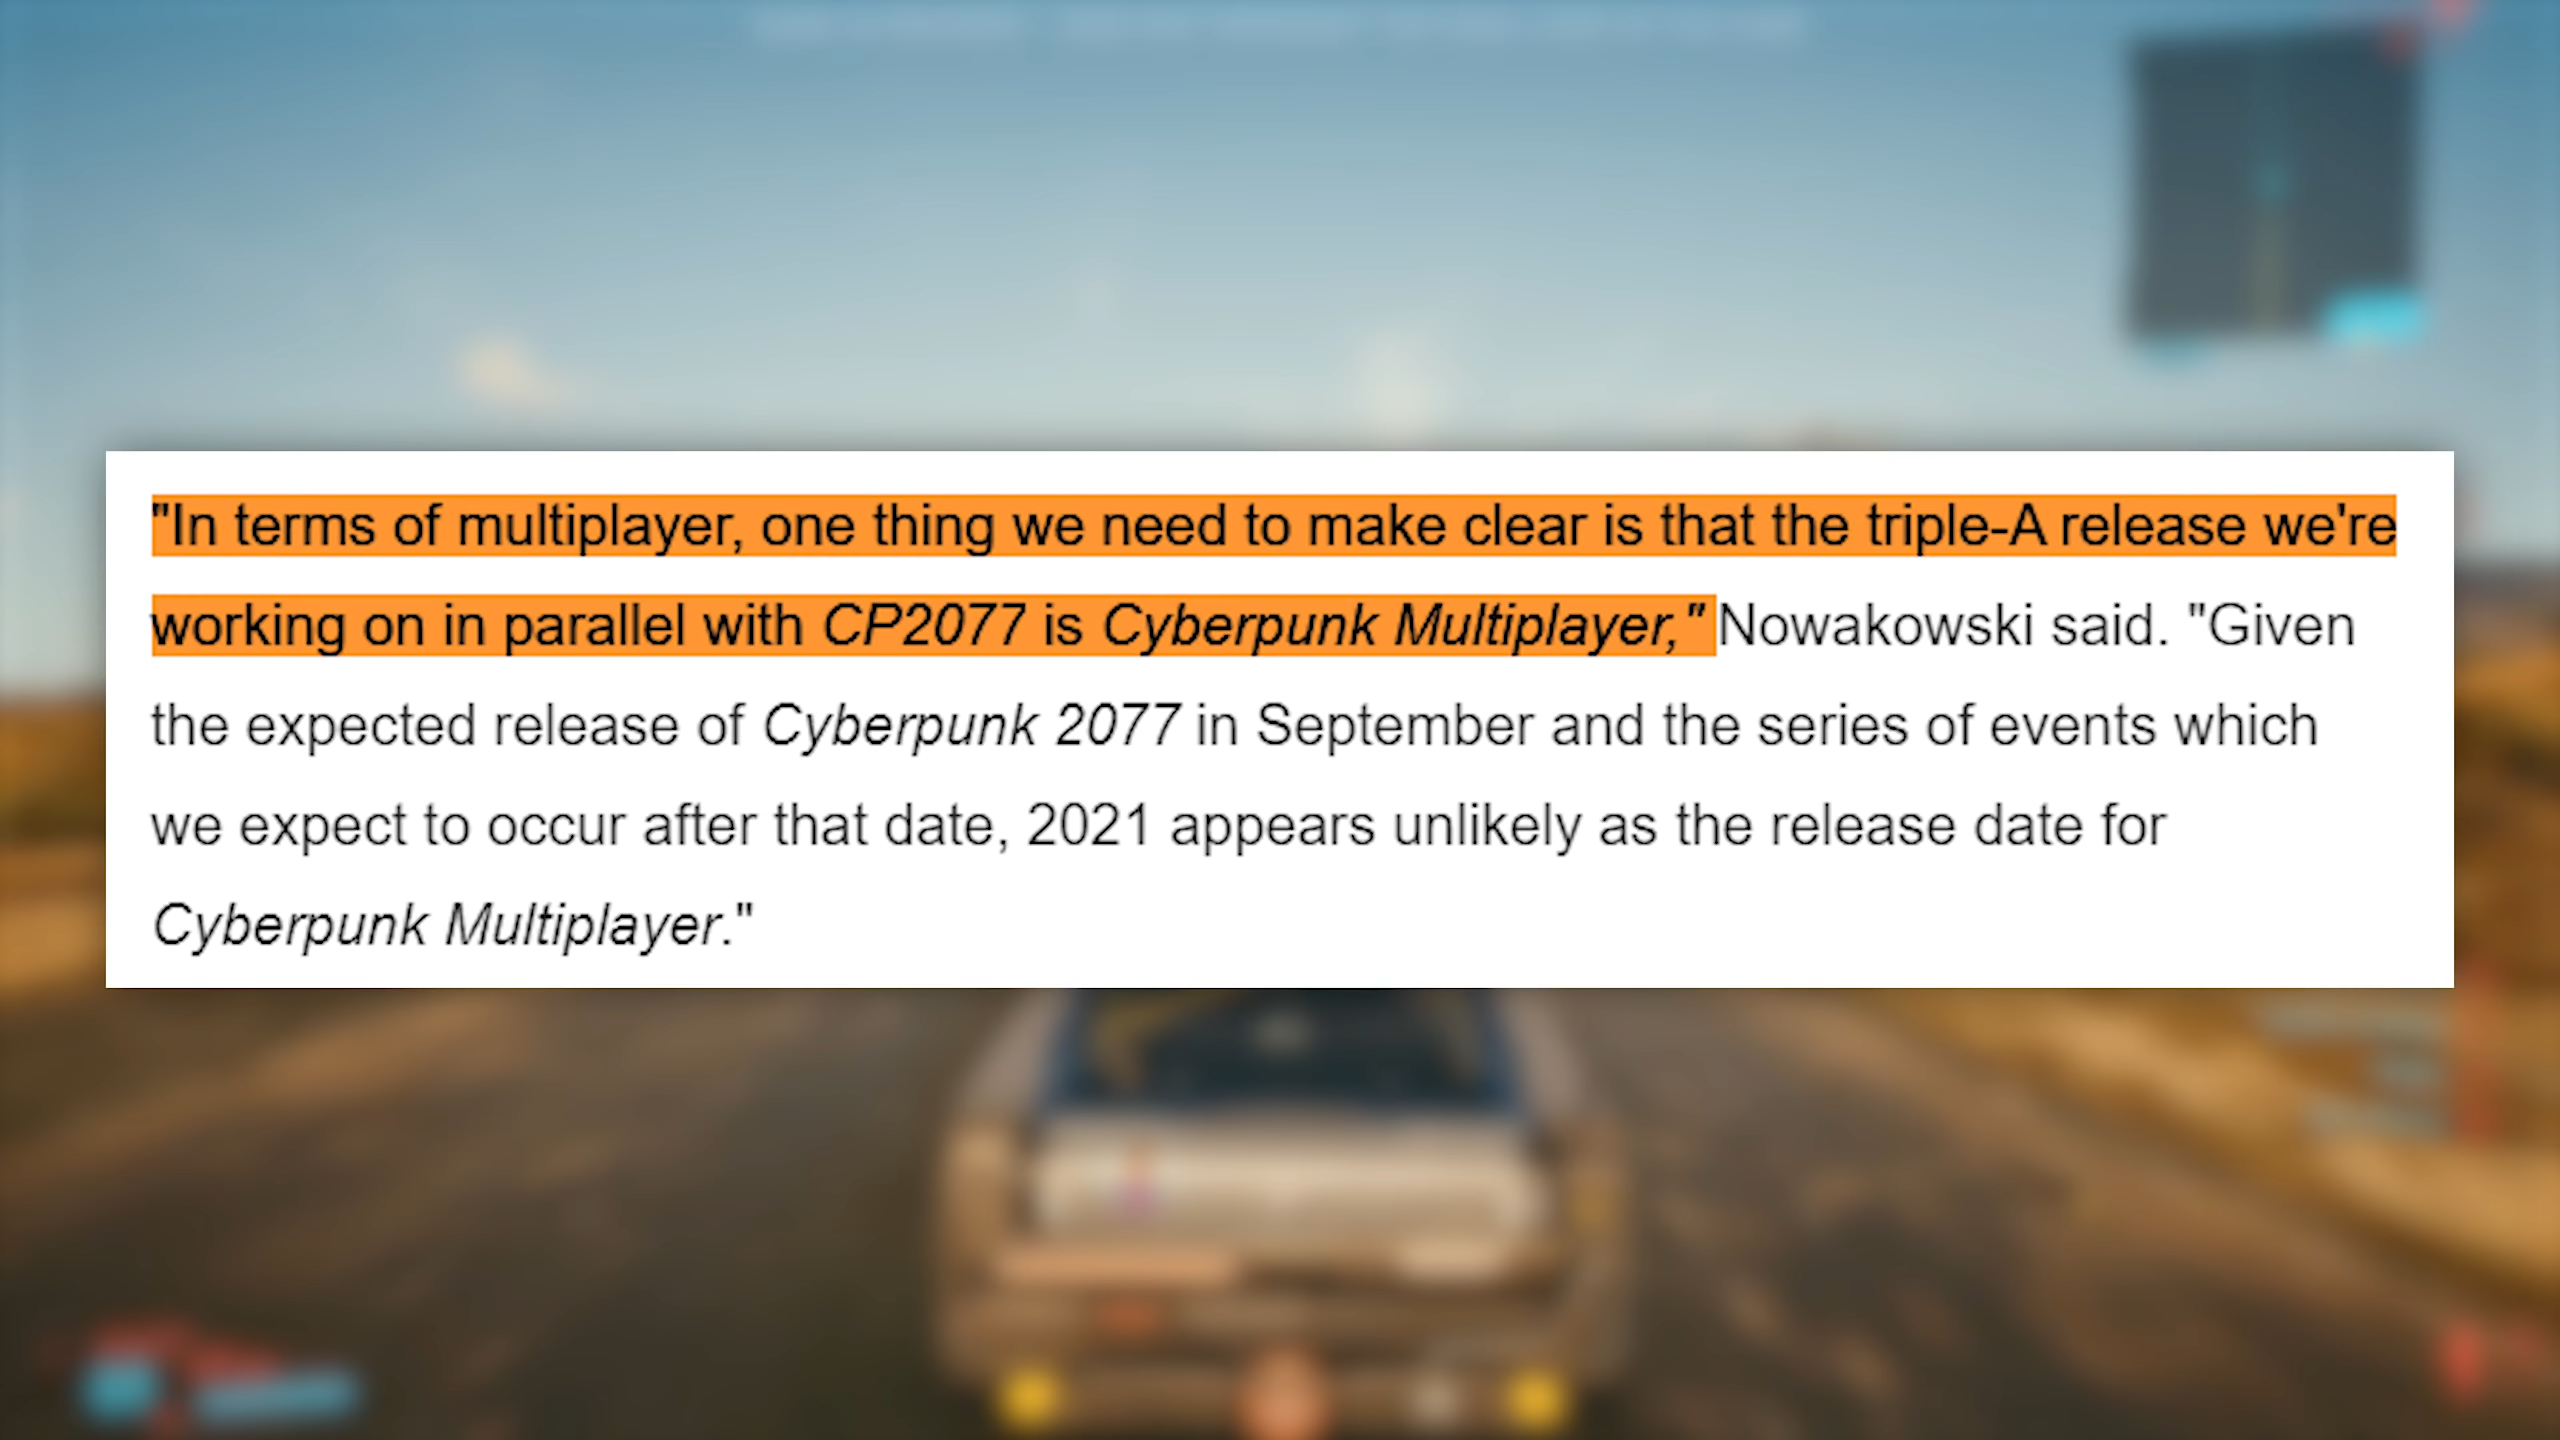 "In terms of multiplayer, one thing we need to make clear is that the triple-A release we're
working on in parallel with CP2077 is Cyberpunk Multiplayer," Nowakowski said. "Given
the expected release of Cyberpunk 2077 in September and the series of events which
we expect to occur after that date, 2021 appears unlikely as the release date for
Cyberpunk Multiplayer."